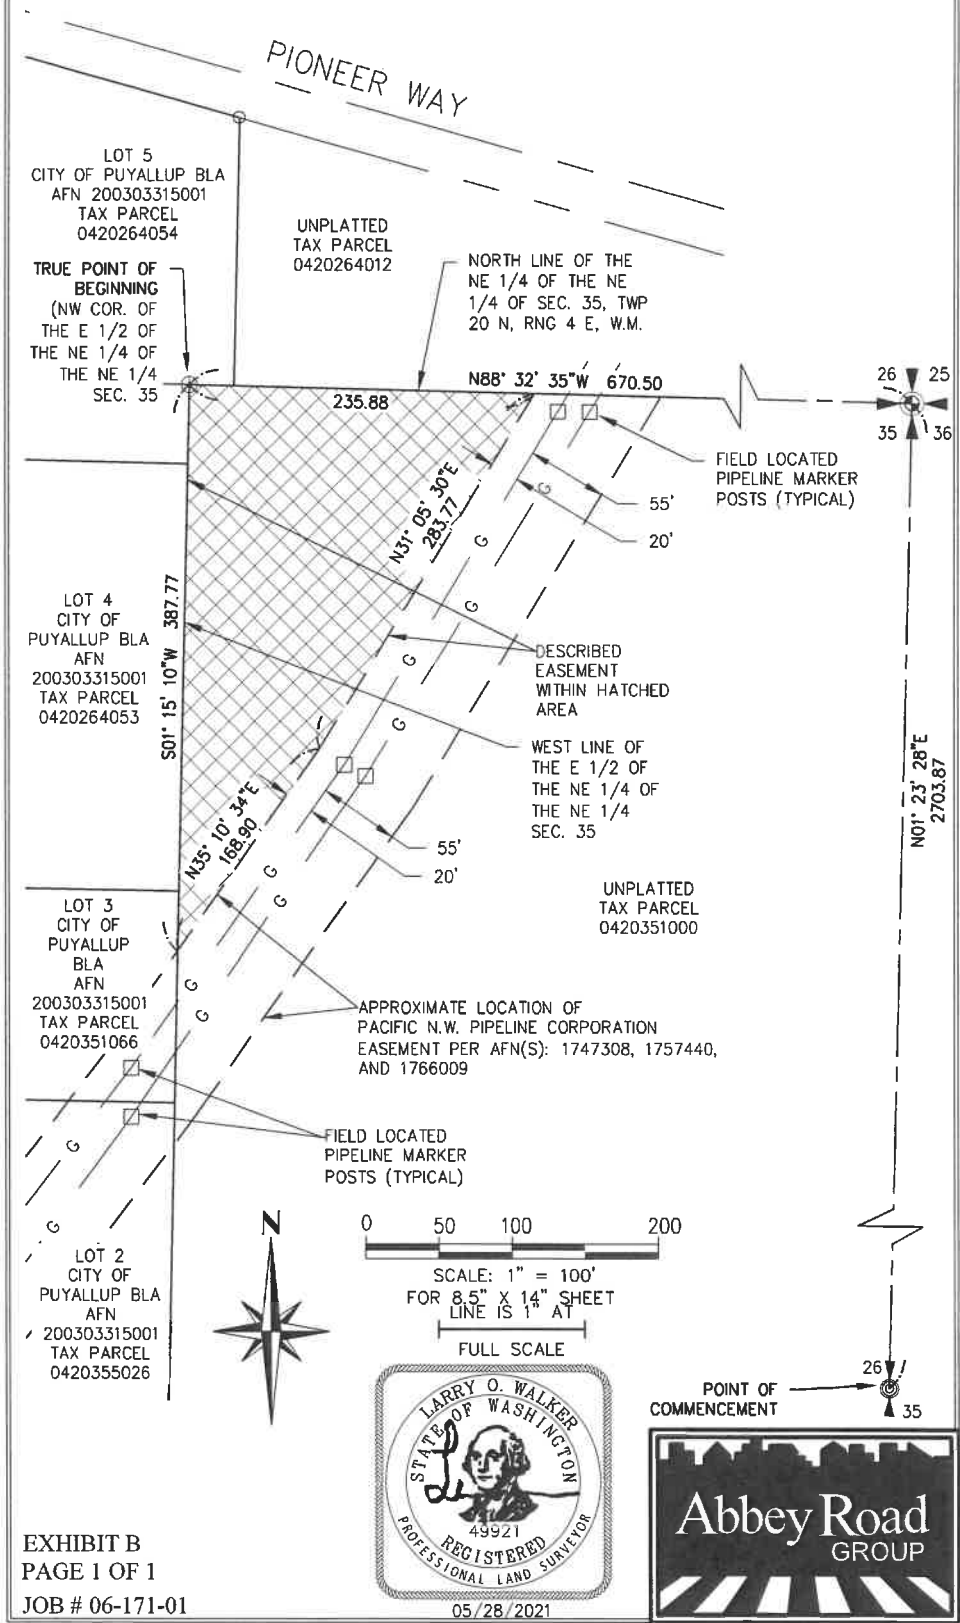 PIONEER WAY
LOT 5
CITY OF PUYALLUP BLA
AFN 200303315001
TAX PARCEL
0420264054
UNPLATTED
TAX PARCEL
0420264012
NORTH LINE OF THE
NE 1/4 OF THE NE
1/4 OF SEC. 35, TWP
20 N, RNG 4 E, W.M.
TRUE POINT OF
BEGINNING
(NW COR. OF
THE E 1/2 OF
THE NE 1/4 OF
THE NE 1/4
SEC. 35
N88° 32' 35"W 670.50
235.88
26
25
35
36
FIELD LOCATED
PIPELINE MARKER
POSTS (TYPICAL)
N31° 05' 30"E
283.77
55'
20'
G
G
G
G
G
G
LOT 4
CITY OF
PUYALLUP BLA
AFN
200303315001
TAX PARCEL
0420264053
S01° 15' 10"W 387.77
DESCRIBED
EASEMENT
WITHIN HATCHED
AREA
WEST LINE OF
THE E 1/2 OF
THE NE 1/4 OF
THE NE 1/4
SEC. 35
N01° 23' 28"E
2703.87
N35° 10' 34"E
168.90
55'
20'
G
G
G
G
UNPLATTED
TAX PARCEL
0420351000
LOT 3
CITY OF
PUYALLUP
BLA
AFN
200303315001
TAX PARCEL
0420351066
APPROXIMATE LOCATION OF
PACIFIC N.W. PIPELINE CORPORATION
EASEMENT PER AFN(S): 1747308, 1757440,
AND 1766009
FIELD LOCATED
PIPELINE MARKER
POSTS (TYPICAL)
G
G
LOT 2
CITY OF
PUYALLUP BLA
AFN
200303315001
TAX PARCEL
0420355026
N
0 50 100 200
SCALE: 1" = 100'
FOR 8.5" X 14" SHEET
LINE IS 1" AT
FULL SCALE
POINT OF
COMMENCEMENT
26
35
LARRY O. WALKER
STATE OF WASHINGTON
49921
REGISTERED
PROFESSIONAL LAND SURVEYOR
05/28/2021
Abbey Road
GROUP
EXHIBIT B
PAGE 1 OF 1
JOB # 06-171-01